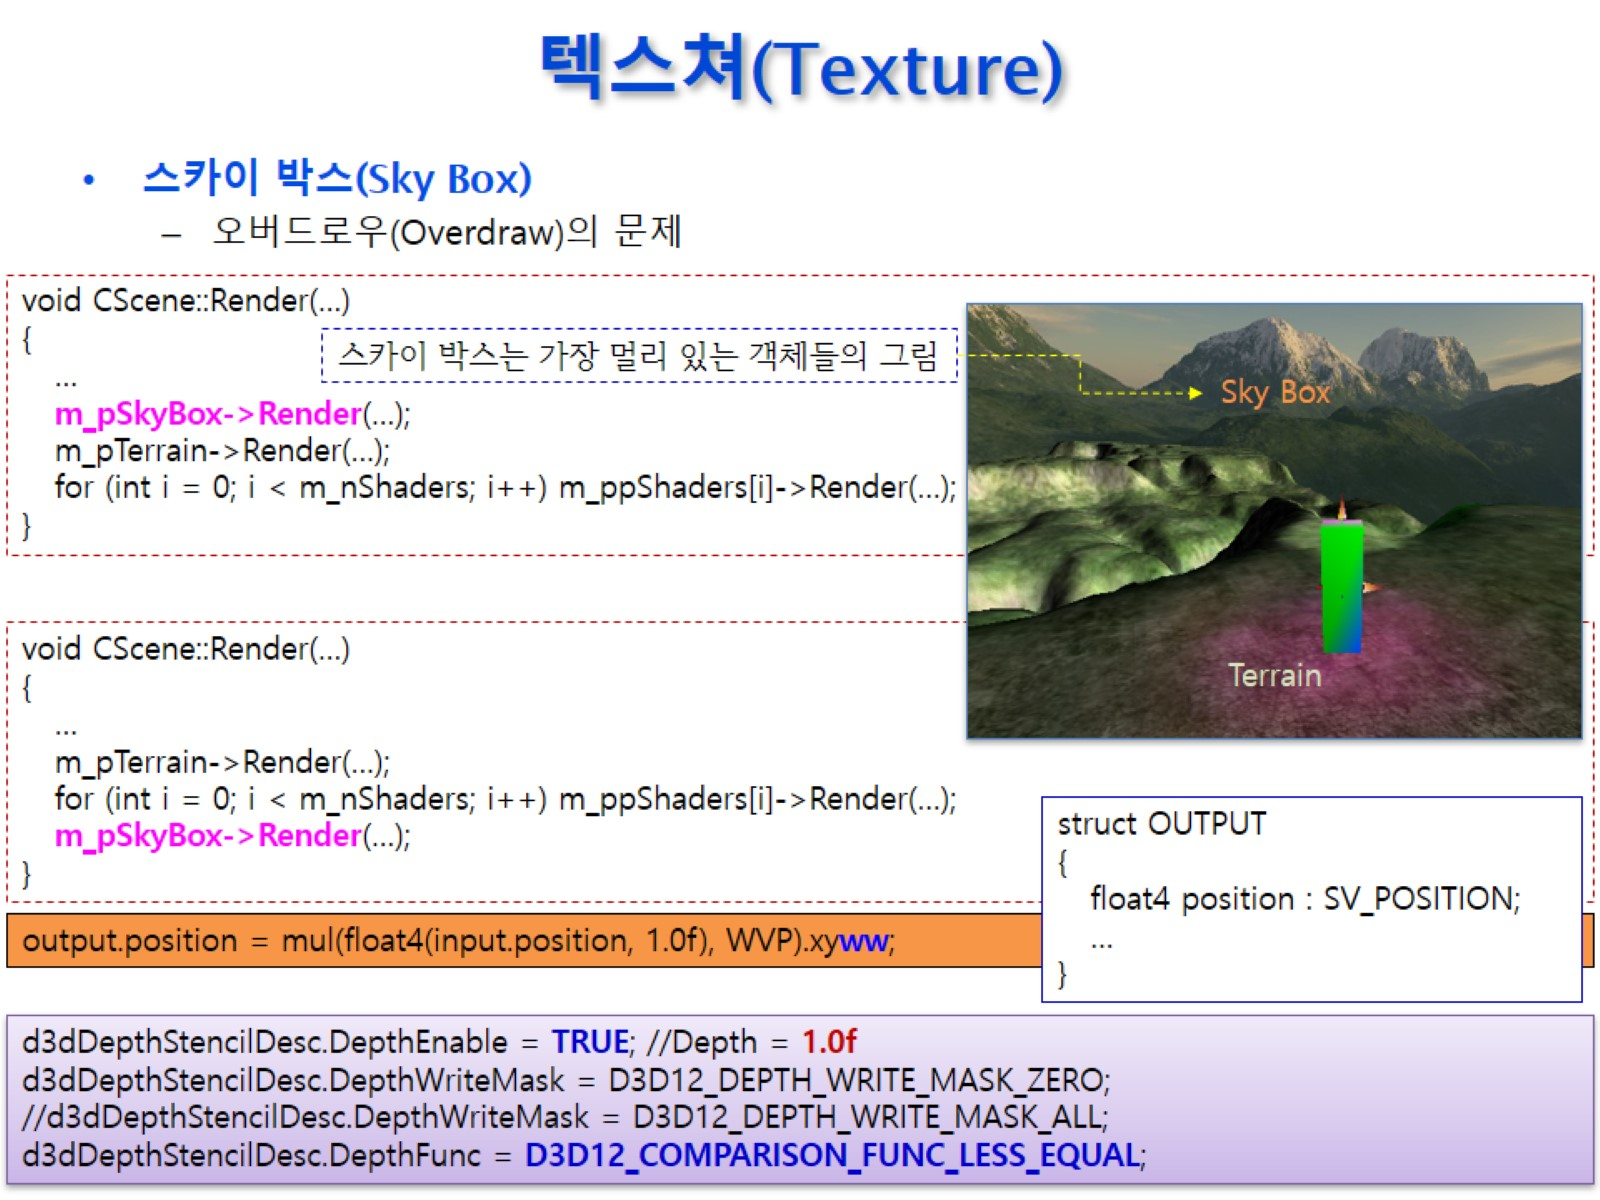 텍스쳐(Texture)
• 스카이 박스(Sky Box)
– 오버드로우(Overdraw)의 문제
void CScene::Render(...)
{
스카이 박스는 가장 멀리 있는 객체들의 그림
...
m_pSkyBox->Render(...);
m_pTerrain->Render(...);
for (int i = 0; i < m_nShaders; i++) m_ppShaders[i]->Render(...);
}
Sky Box
Terrain
void CScene::Render(...)
{
...
m_pTerrain->Render(...);
for (int i = 0; i < m_nShaders; i++) m_ppShaders[i]->Render(...);
m_pSkyBox->Render(...);
}
output.position = mul(float4(input.position, 1.0f), WVP).xyww;
struct OUTPUT
{
float4 position : SV_POSITION;
...
}
d3dDepthStencilDesc.DepthEnable = TRUE; //Depth = 1.0f
d3dDepthStencilDesc.DepthWriteMask = D3D12_DEPTH_WRITE_MASK_ZERO;
//d3dDepthStencilDesc.DepthWriteMask = D3D12_DEPTH_WRITE_MASK_ALL;
d3dDepthStencilDesc.DepthFunc = D3D12_COMPARISON_FUNC_LESS_EQUAL;